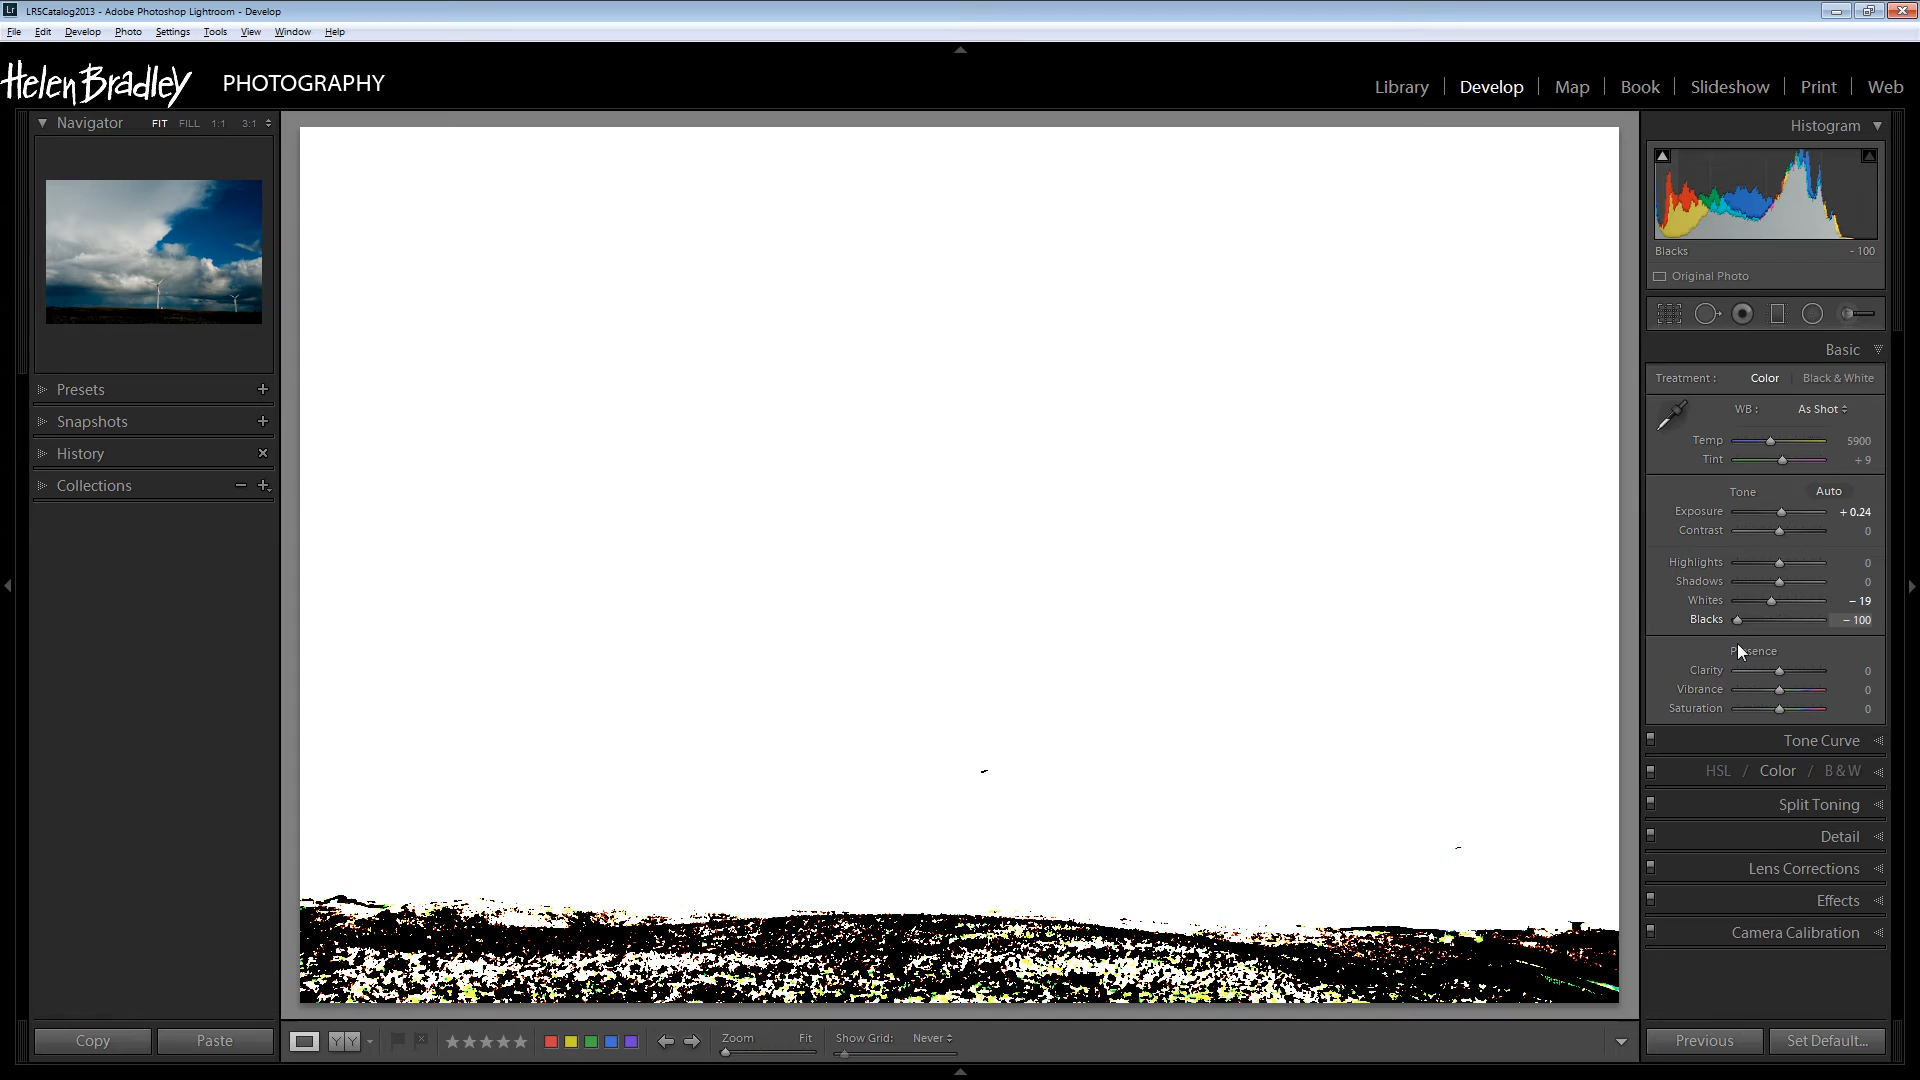 LR5Catalog2013 - Adobe Photoshop Lightroom - Develop
File Edit Develop Photo Settings Tools View Window Help
Helen Bradley PHOTOGRAPHY
Library Develop Map Book Slideshow Print Web
Navigator FIT FILL 1:1 3:1
Presets
Snapshots
History
Collections
Copy Paste
Zoom Fit Show Grid: Never
Histogram
Blacks - 100
Original Photo
Basic
Treatment : Color Black & White
WB : As Shot
Temp 5900
Tint + 9
Tone Auto
Exposure + 0.24
Contrast 0
Highlights 0
Shadows 0
Whites - 19
Blacks - 100
Presence
Clarity 0
Vibrance 0
Saturation 0
Tone Curve
HSL / Color / B & W
Split Toning
Detail
Lens Corrections
Effects
Camera Calibration
Previous Set Default...